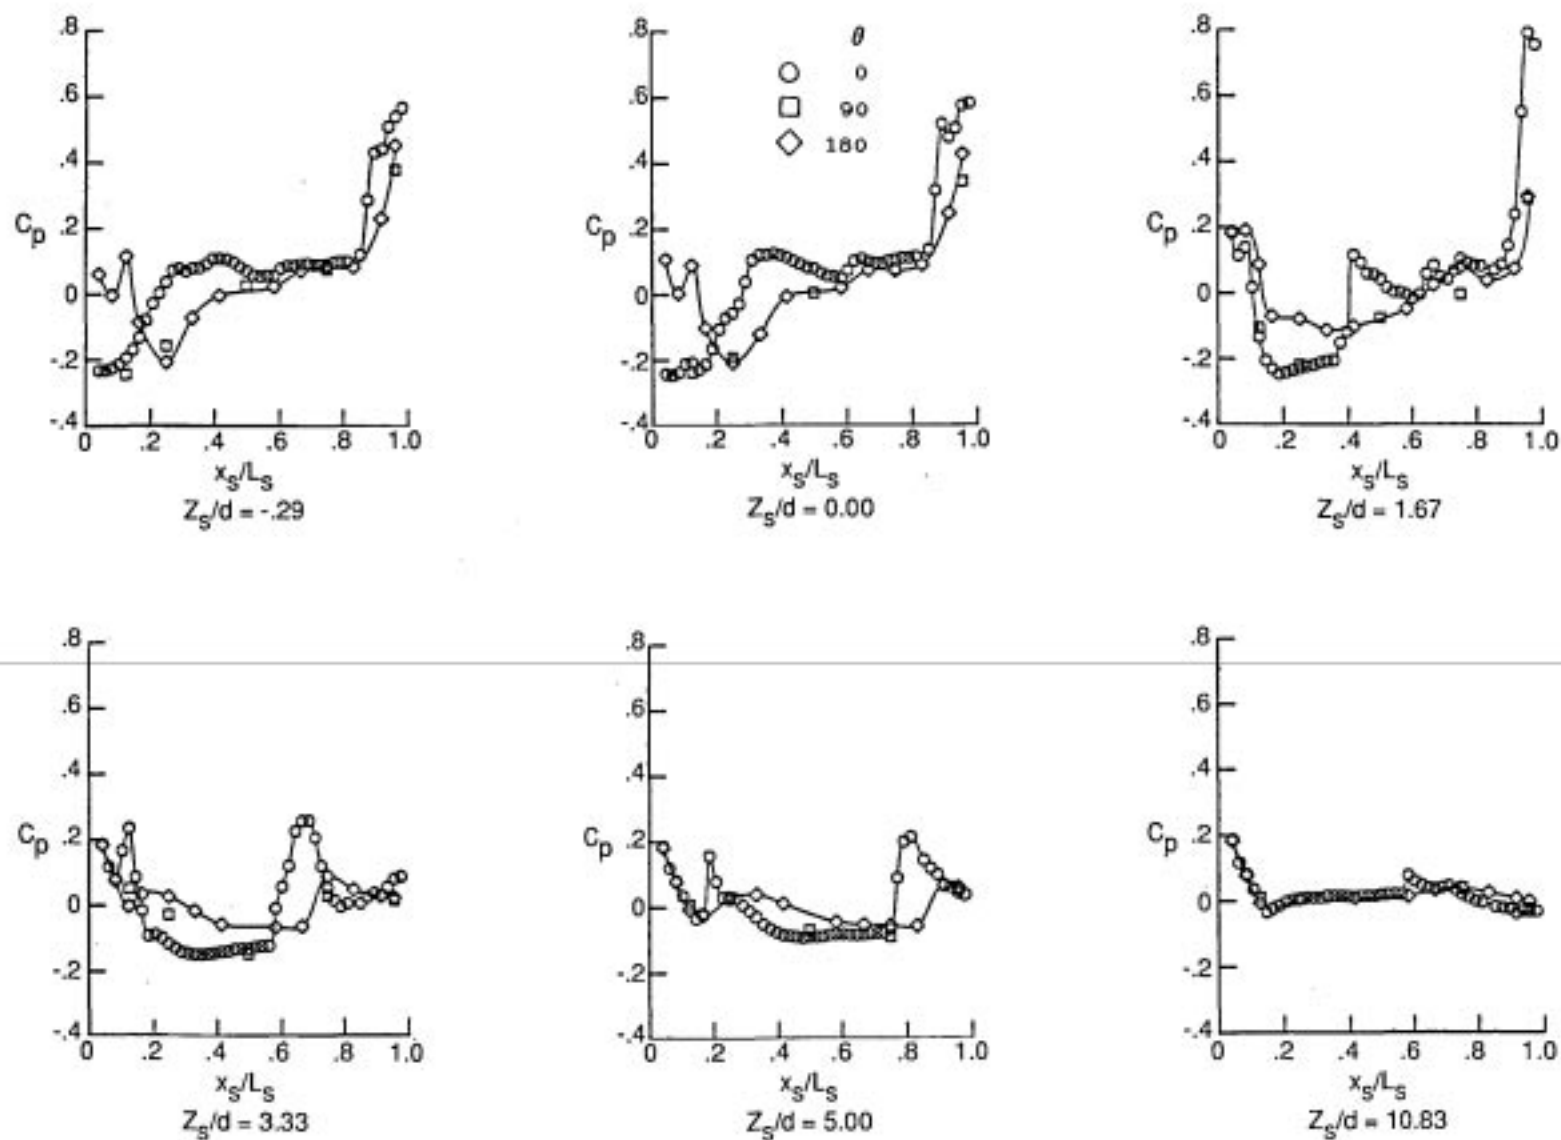 .8
.6
.4
.2
0
-.2
-.4
Cp
0 .2 .4 .6 .8 1.0
xs/Ls
Zs/d = -.29
.8
.6
.4
.2
0
-.2
-.4
Cp
θ
0
90
180
0 .2 .4 .6 .8 1.0
xs/Ls
Zs/d = 0.00
.8
.6
.4
.2
0
-.2
-.4
Cp
0 .2 .4 .6 .8 1.0
xs/Ls
Zs/d = 1.67
.8
.6
.4
.2
0
-.2
-.4
Cp
0 .2 .4 .6 .8 1.0
xs/Ls
Zs/d = 3.33
.8
.6
.4
.2
0
-.2
-.4
Cp
0 .2 .4 .6 .8 1.0
xs/Ls
Zs/d = 5.00
.8
.6
.4
.2
0
-.2
-.4
Cp
0 .2 .4 .6 .8 1.0
xs/Ls
Zs/d = 10.83